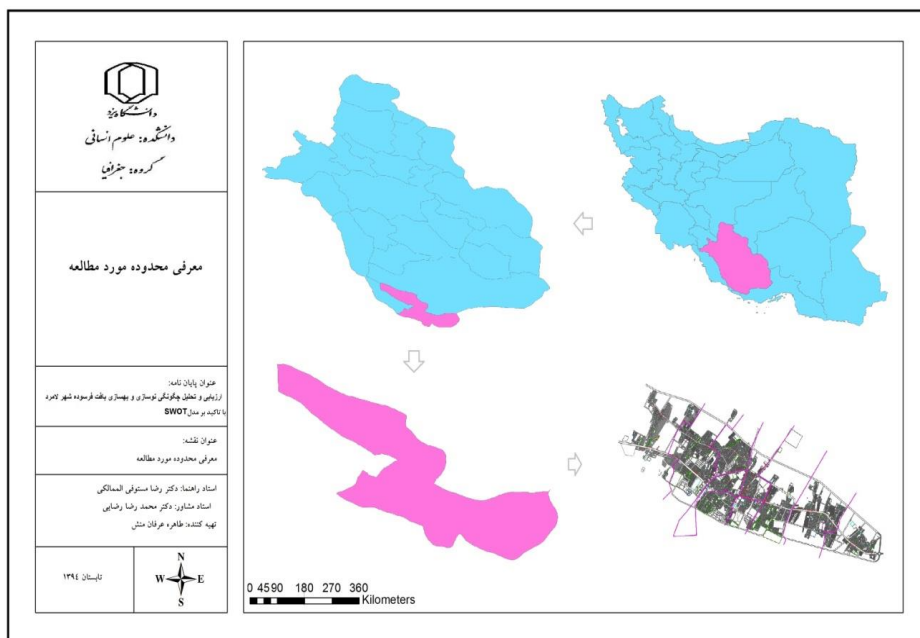 دانشگاه یزد
دانشکده: علوم انسانی
گروه: جغرافیا
معرفی محدوده مورد مطالعه
عنوان پایان نامه:
ارزیابی و تحلیل چگونگی نوسازی و بهسازی بافت فرسوده شهر لامرد
با تاکید بر مدل SWOT
عنوان نقشه:
معرفی محدوده مورد مطالعه
استاد راهنما: دکتر رضا مستوفی الممالکی
استاد مشاور: دکتر محمد رضا رضایی
تهیه کننده: طاهره عرفان منش
تابستان ١٣٩٤
N
W E
S
0 4590 180 270 360
Kilometers